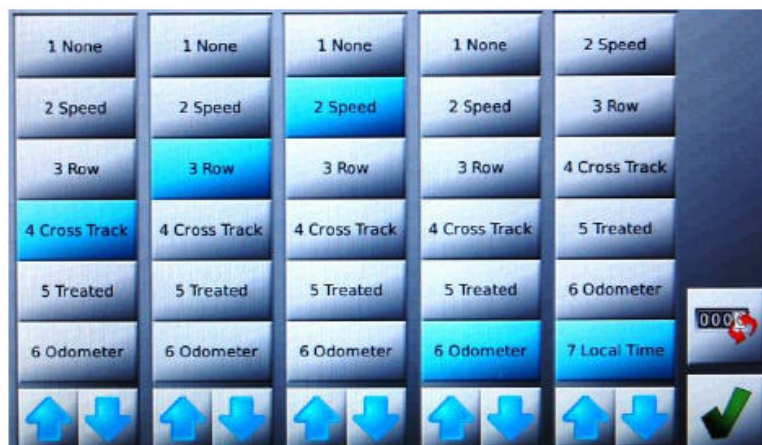 1 None 1 None 1 None 1 None 2 Speed
2 Speed 2 Speed 2 Speed 2 Speed 3 Row
3 Row 3 Row 3 Row 3 Row 4 Cross Track
4 Cross Track 4 Cross Track 4 Cross Track 4 Cross Track 5 Treated
5 Treated 5 Treated 5 Treated 5 Treated 6 Odometer
6 Odometer 6 Odometer 6 Odometer 6 Odometer 7 Local Time
000